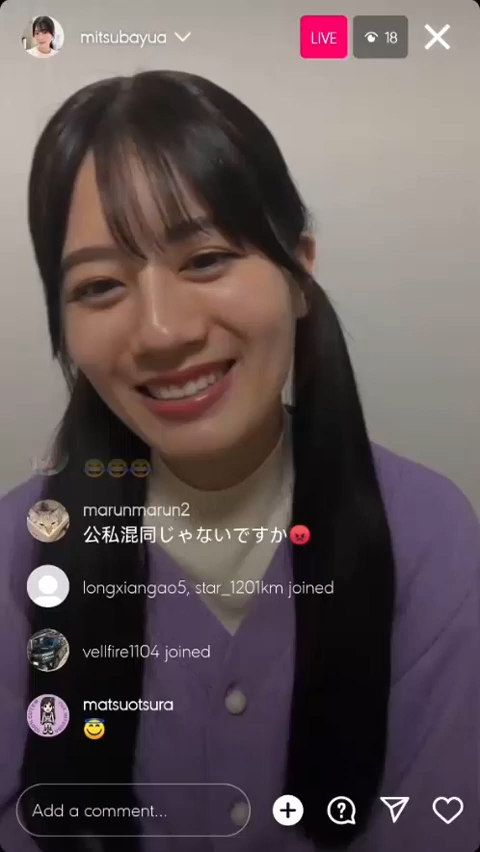 mitsubayua
LIVE
18
marunmarun2
公私混同じゃないですか😡
longxiangao5, star_1201km joined
vellfire1104 joined
matsuotsura
Add a comment...